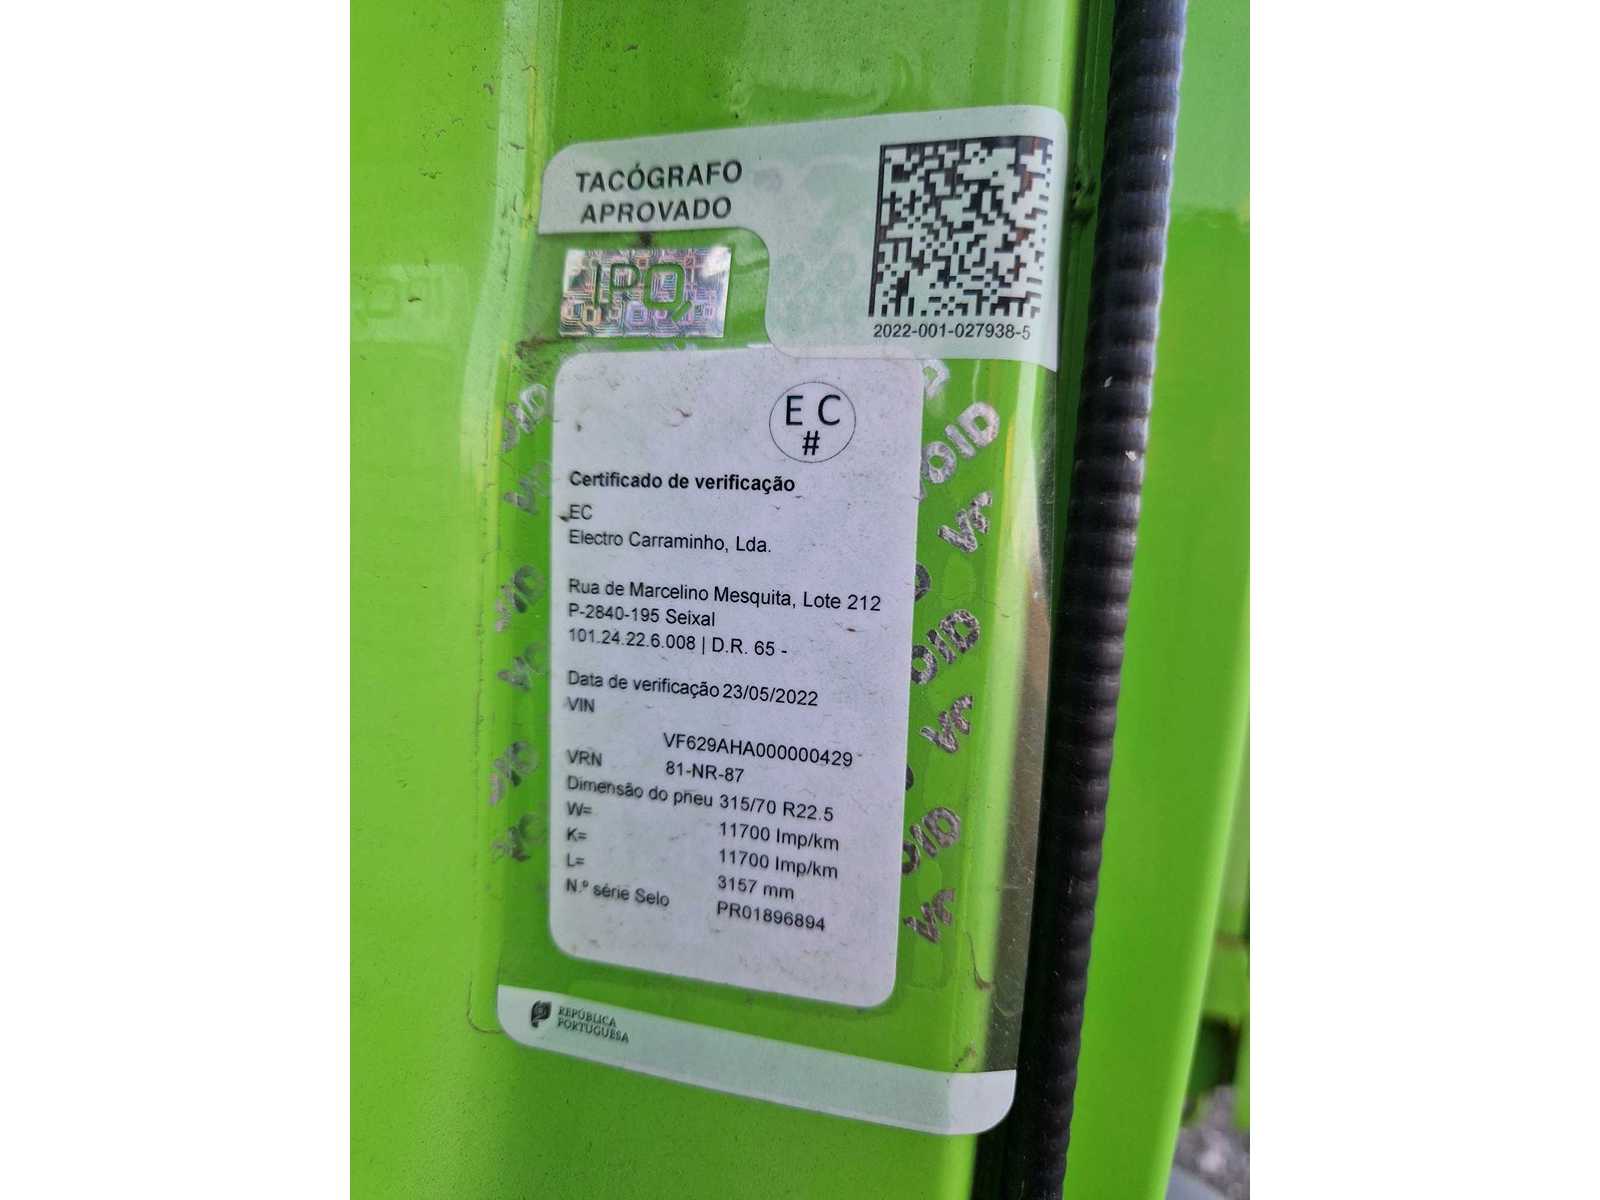 TACÓGRAFO
APROVADO
IPQ
2022-001-027938-5
E C
#
Certificado de verificação
EC
Electro Carraminho, Lda.
Rua de Marcelino Mesquita, Lote 212
P-2840-195 Seixal
101.24.22.6.008 | D.R. 65 -
Data de verificação 23/05/2022
VIN
VF629AHA000000429
VRN 81-NR-87
Dimensão do pneu 315/70 R22.5
W= 11700 Imp/km
K= 11700 Imp/km
L= 3157 mm
N.º série Selo PR01896894
VOID
VOID
REPÚBLICA
PORTUGUESA